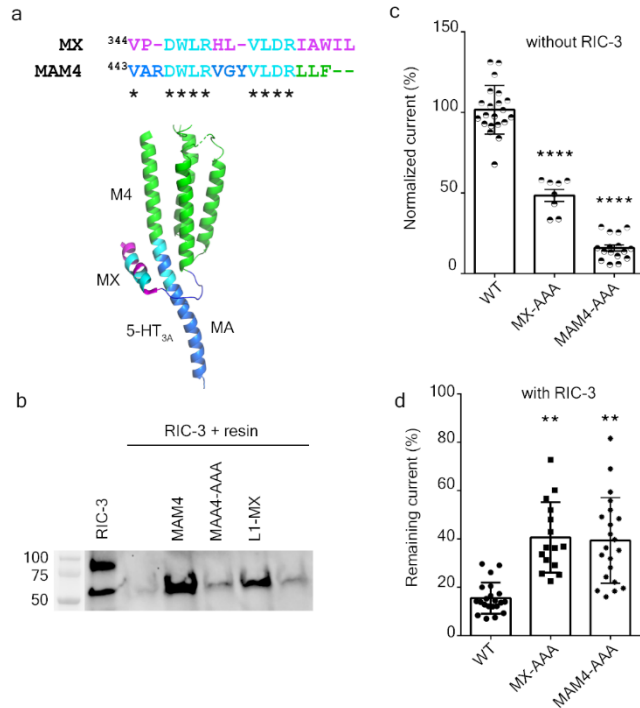 a
MX 344VP-DWLRHL-VLDRIAWIL
MAM4 443VARDWLRVGYVLDRLLF--
* **** ****
M4
MX
5-HT3A
MA
b
RIC-3 + resin
RIC-3
MAM4
MAA4-AAA
L1-MX
100
75
50
c
without RIC-3
Normalized current (%)
150
100
50
0
****
****
WT
MX-AAA
MAM4-AAA
d
with RIC-3
Remaining current (%)
100
80
60
40
20
0
**
**
WT
MX-AAA
MAM4-AAA